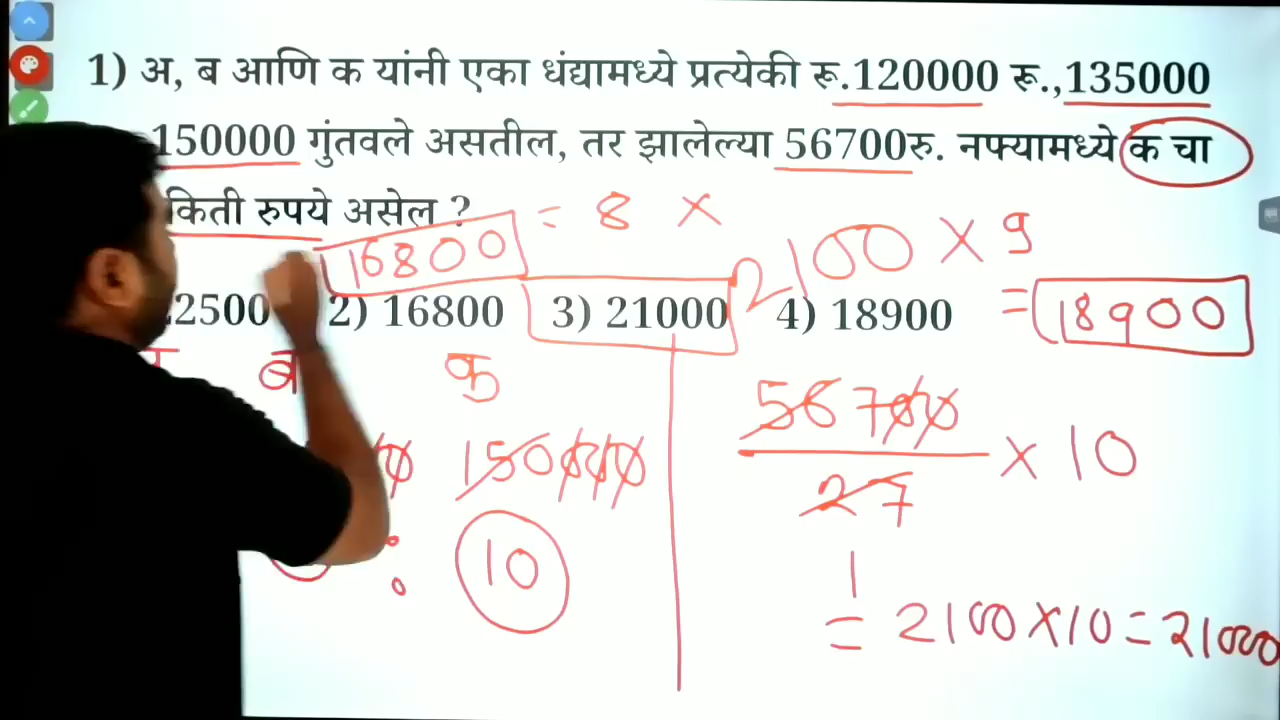 1) अ, ब आणि क यांनी एका धंद्यामध्ये प्रत्येकी रू.120000 रू.,135000
150000 गुंतवले असतील, तर झालेल्या 56700रु. नफ्यामध्ये क चा
किती रुपये असेल ?
16800 = 8 ×
2100 × 9
= 18900
2500 2) 16800 3) 21000 4) 18900
ब क
150000
56700
27
× 10
: 10
1
= 2100×10=21000